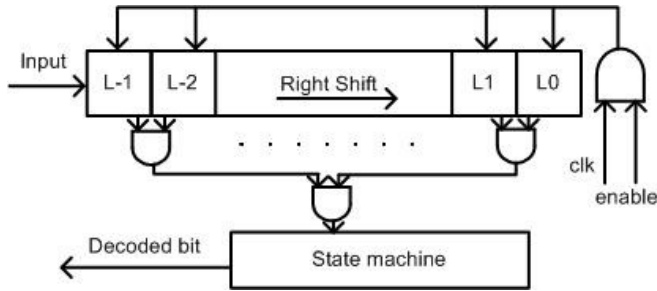 Input
L-1
L-2
Right Shift
L1
L0
clk
enable
Decoded bit
State machine